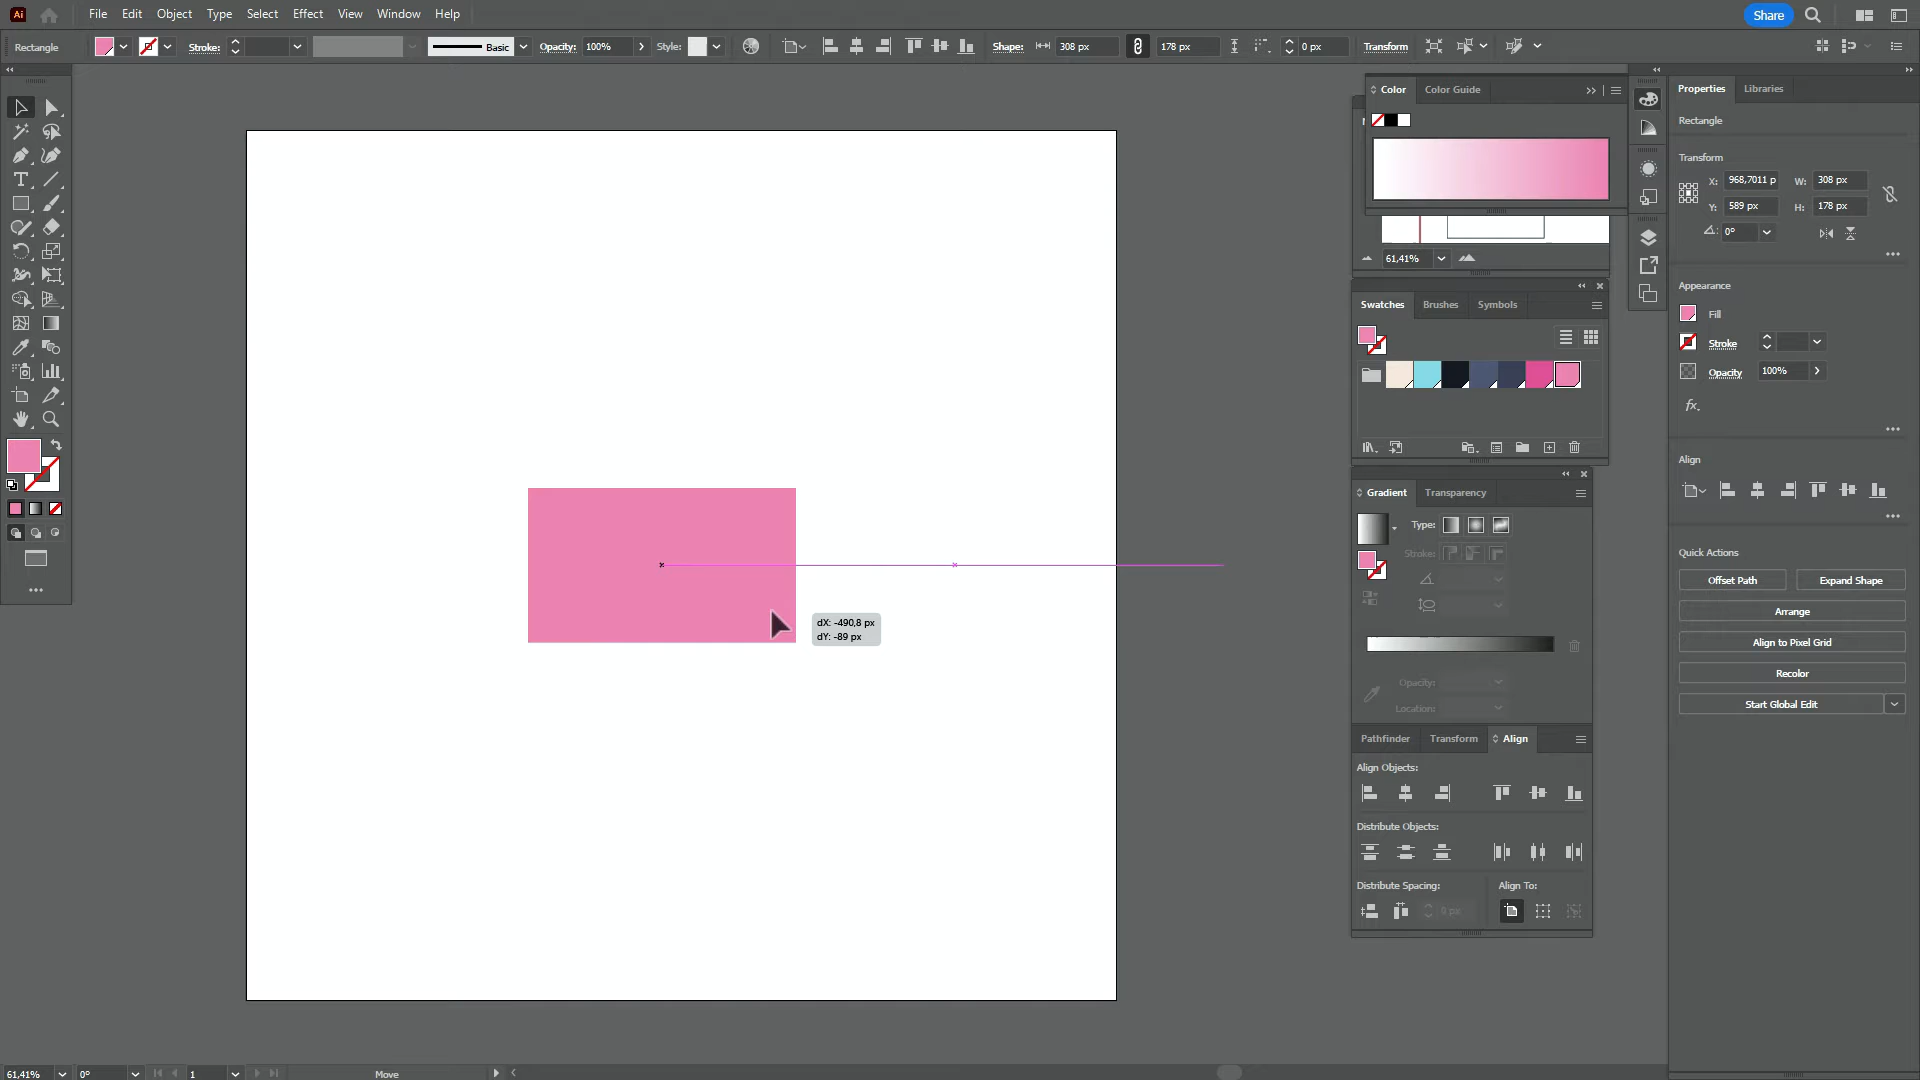 Ai File Edit Object Type Select Effect View Window Help Share
Rectangle Stroke: Basic Opacity: 100% Style: Shape: 308 px 178 px 0 px Transform
Color Color Guide
61,41%
Swatches Brushes Symbols
Gradient Transparency
Type:
Stroke:
Opacity:
Location:
Pathfinder Transform Align
Align Objects:
Distribute Objects:
Distribute Spacing: Align To:
0 px
Properties Libraries
Rectangle
Transform
X: 968,7011 p W: 308 px
Y: 589 px H: 178 px
0°
Appearance
Fill
Stroke
Opacity 100%
fx.
Align
Quick Actions
Offset Path Expand Shape
Arrange
Align to Pixel Grid
Recolor
Start Global Edit
dX: -490,8 px
dY: -89 px
61,41% 0° 1 Move